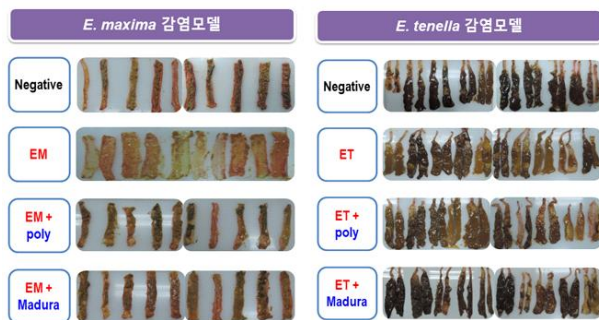 E. maxima 감염모델
Negative
EM
EM +
poly
EM +
Madura
E. tenella 감염모델
Negative
ET
ET +
poly
ET +
Madura